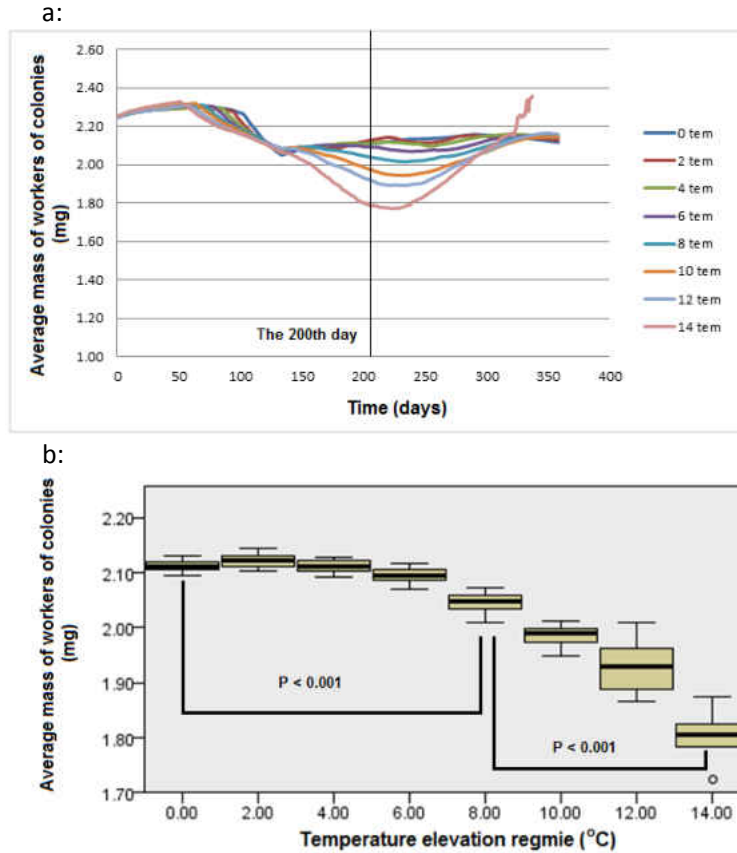 a:
Average mass of workers of colonies
(mg)
2.60
2.40
2.20
2.00
1.80
1.60
1.40
1.20
1.00
The 200th day
0 50 100 150 200 250 300 350 400
Time (days)
0 tem
2 tem
4 tem
6 tem
8 tem
10 tem
12 tem
14 tem
b:
Average mass of workers of colonies
(mg)
2.20
2.10
2.00
1.90
1.80
1.70
P < 0.001
P < 0.001
0.00 2.00 4.00 6.00 8.00 10.00 12.00 14.00
Temperature elevation regmie (°C)